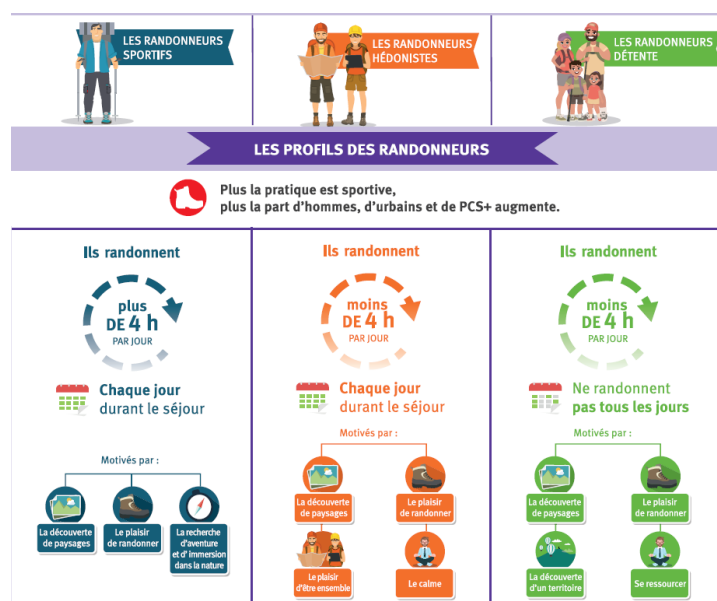 LES RANDONNEURS
SPORTIFS
LES RANDONNEURS
HÉDONISTES
LES RANDONNEURS
DÉTENTE
LES PROFILS DES RANDONNEURS
Plus la pratique est sportive,
plus la part d'hommes, d'urbains et de PCS+ augmente.
Ils randonnent
plus
DE 4 h
PAR JOUR
Chaque jour
durant le séjour
Motivés par :
La découverte
de paysages
Le plaisir
de randonner
La recherche
d'aventure
et d' immersion
dans la nature
Ils randonnent
moins
DE 4 h
PAR JOUR
Chaque jour
durant le séjour
Motivés par :
La découverte
de paysages
Le plaisir
de randonner
Le plaisir
d'être ensemble
Le calme
Ils randonnent
moins
DE 4 h
PAR JOUR
Ne randonnent
pas tous les jours
Motivés par :
La découverte
de paysages
Le plaisir
de randonner
La découverte
d'un territoire
Se ressourcer